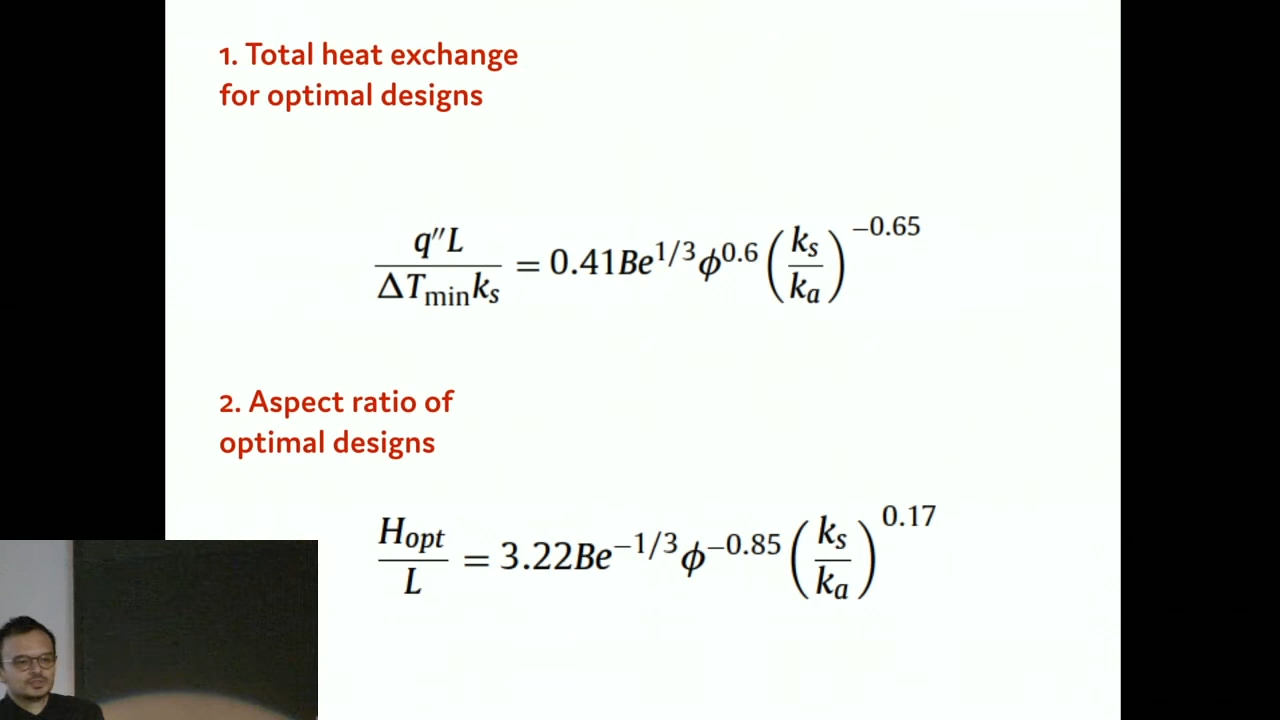 1. Total heat exchange
for optimal designs
q″L / ΔT_min k_s = 0.41Be^{1/3} ϕ^{0.6} (k_s / k_a)^{−0.65}
2. Aspect ratio of
optimal designs
H_opt / L = 3.22Be^{−1/3} ϕ^{−0.85} (k_s / k_a)^{0.17}